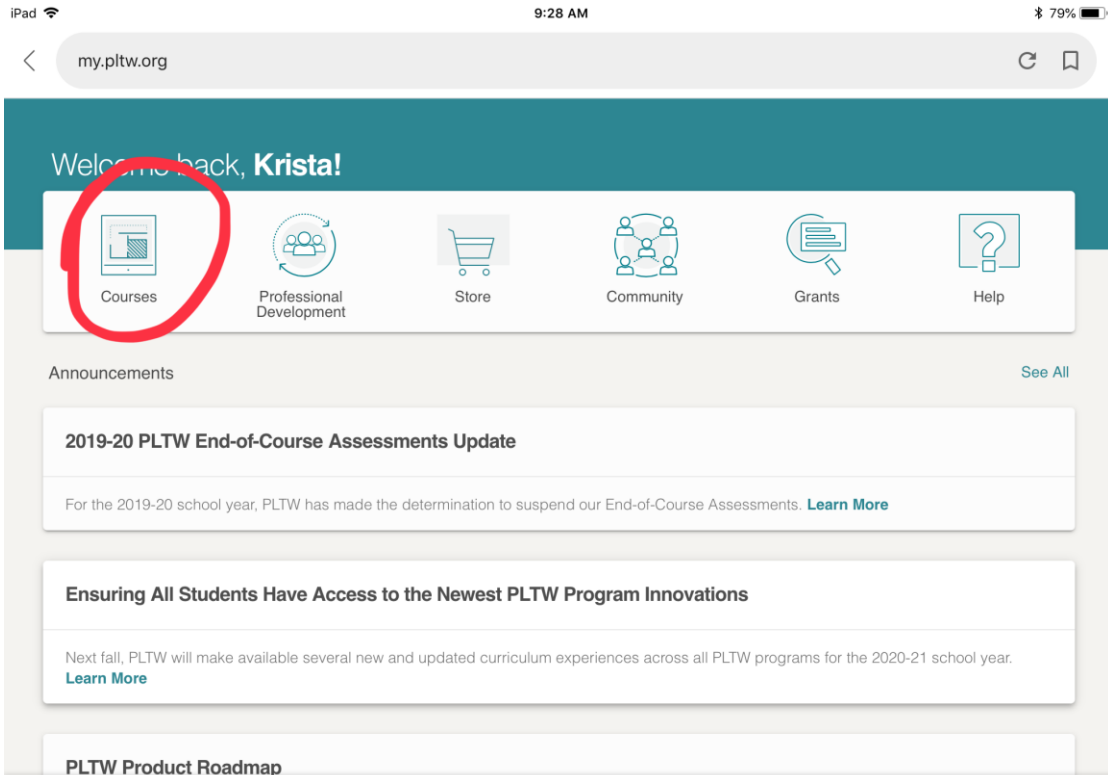 iPad 9:28 AM 79%
my.pltw.org
Welcome back, Krista!
Courses
Professional
Development
Store
Community
Grants
Help
Announcements See All
2019-20 PLTW End-of-Course Assessments Update
For the 2019-20 school year, PLTW has made the determination to suspend our End-of-Course Assessments. Learn More
Ensuring All Students Have Access to the Newest PLTW Program Innovations
Next fall, PLTW will make available several new and updated curriculum experiences across all PLTW programs for the 2020-21 school year.
Learn More
PLTW Product Roadmap